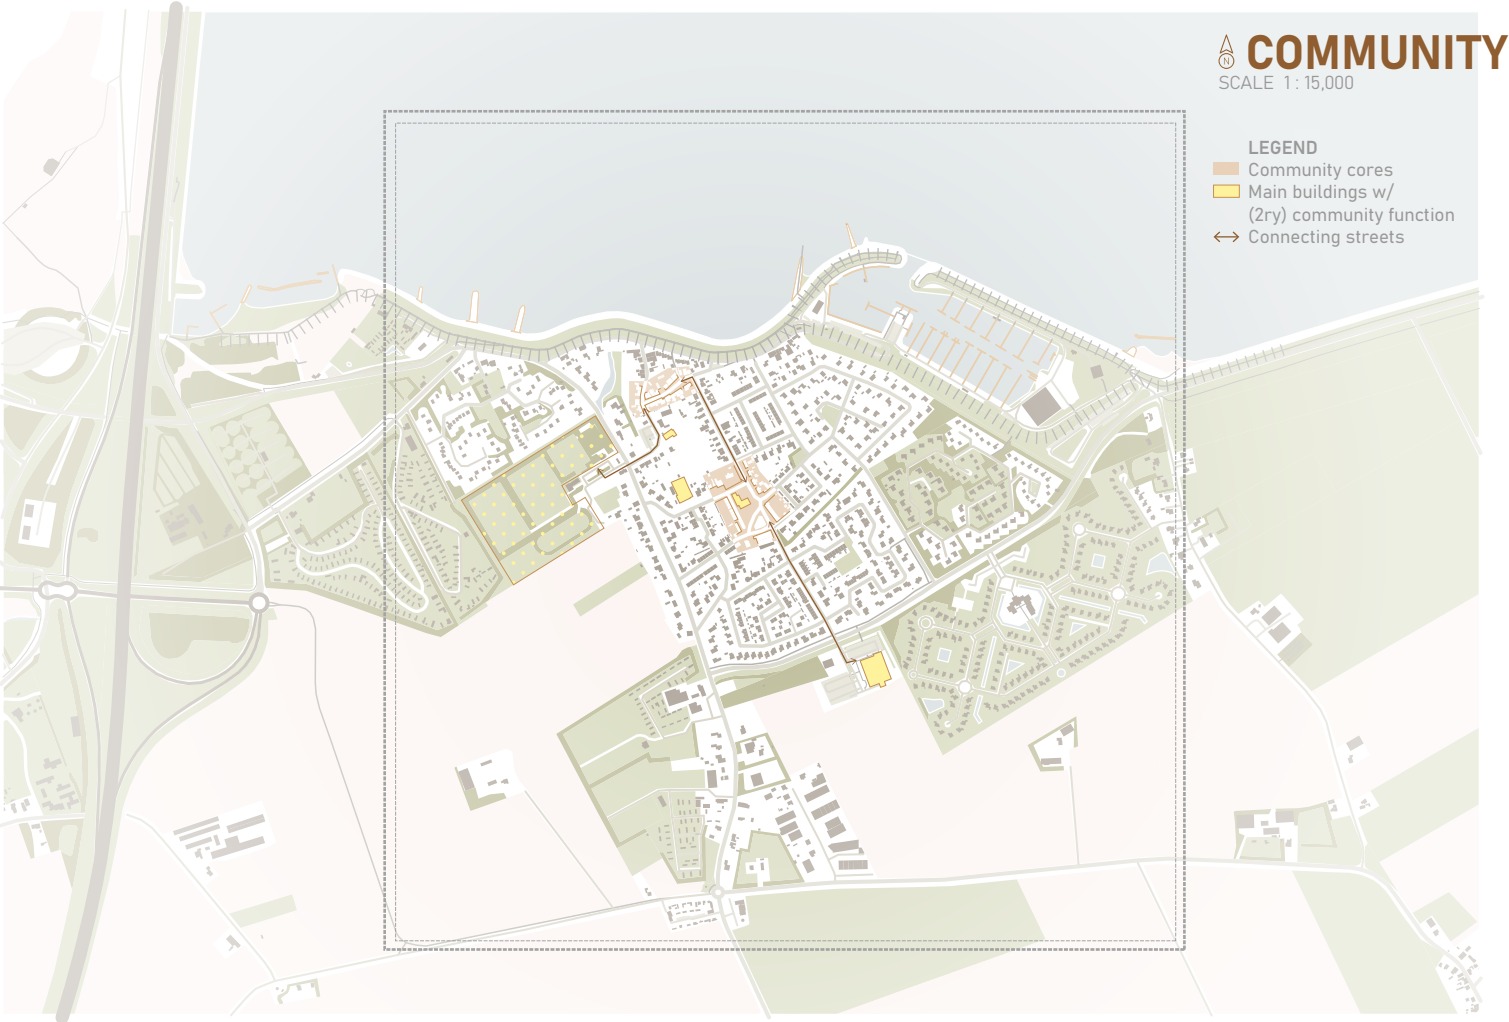 N
COMMUNITY
SCALE 1 : 15,000
LEGEND
Community cores
Main buildings w/
(2ry) community function
Connecting streets